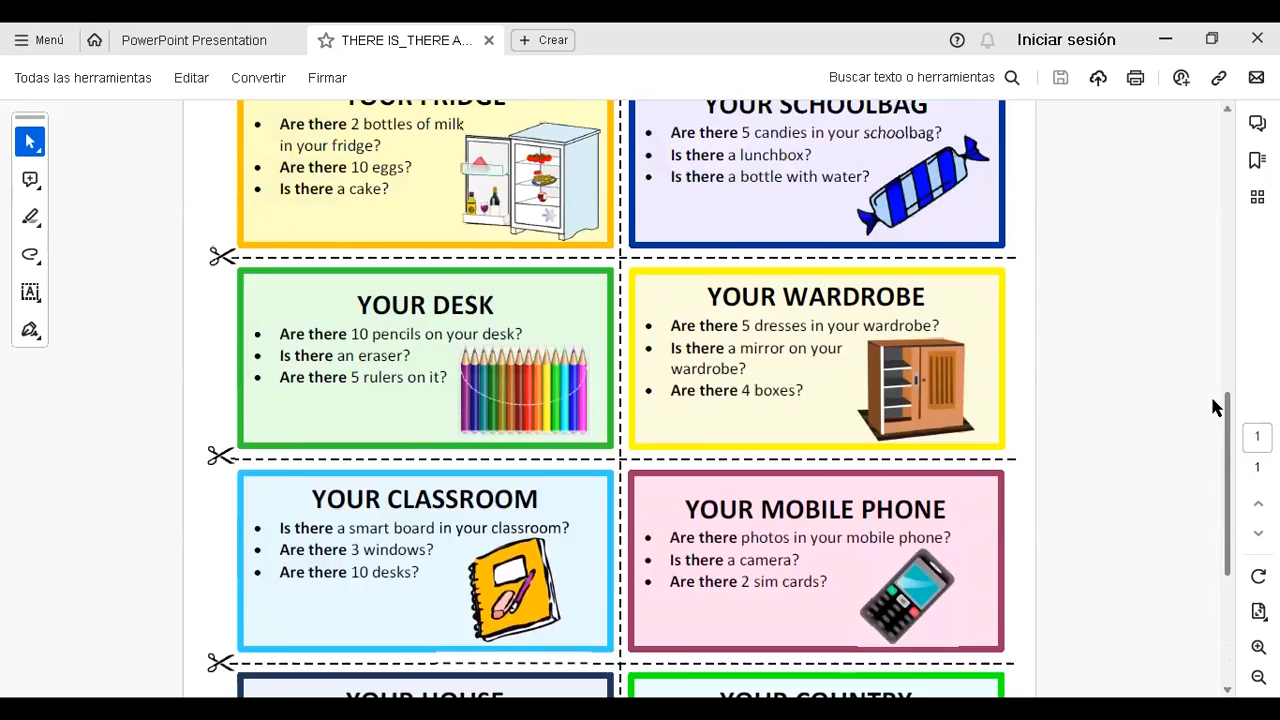 Menú
PowerPoint Presentation
THERE IS_THERE A...
Crear
Iniciar sesión
Todas las herramientas
Editar
Convertir
Firmar
Buscar texto o herramientas
YOUR FRIDGE
• Are there 2 bottles of milk
in your fridge?
• Are there 10 eggs?
• Is there a cake?
YOUR SCHOOLBAG
• Are there 5 candies in your schoolbag?
• Is there a lunchbox?
• Is there a bottle with water?
YOUR DESK
• Are there 10 pencils on your desk?
• Is there an eraser?
• Are there 5 rulers on it?
YOUR WARDROBE
• Are there 5 dresses in your wardrobe?
• Is there a mirror on your
wardrobe?
• Are there 4 boxes?
YOUR CLASSROOM
• Is there a smart board in your classroom?
• Are there 3 windows?
• Are there 10 desks?
YOUR MOBILE PHONE
• Are there photos in your mobile phone?
• Is there a camera?
• Are there 2 sim cards?
YOUR HOUSE
YOUR COUNTRY
1
1